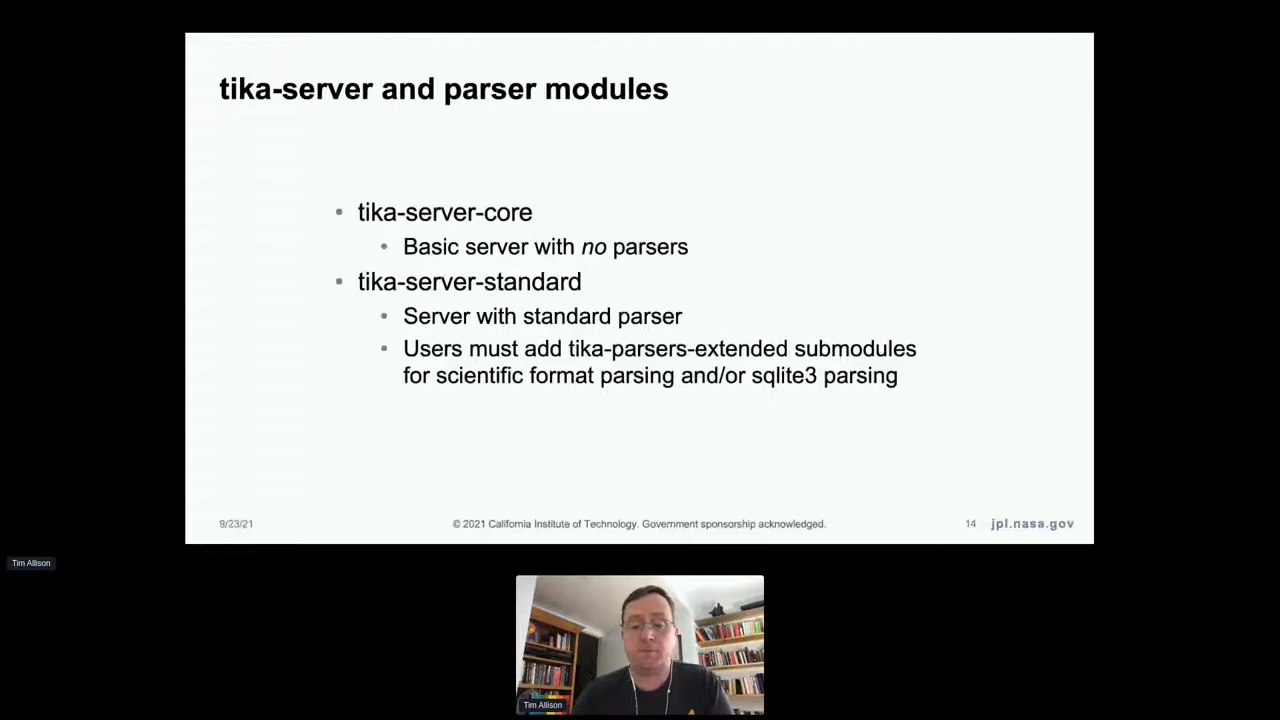 tika-server and parser modules
• tika-server-core
• Basic server with no parsers
• tika-server-standard
• Server with standard parser
• Users must add tika-parsers-extended submodules
for scientific format parsing and/or sqlite3 parsing
9/23/21
© 2021 California Institute of Technology. Government sponsorship acknowledged.
14
jpl.nasa.gov
Tim Allison
Tim Allison